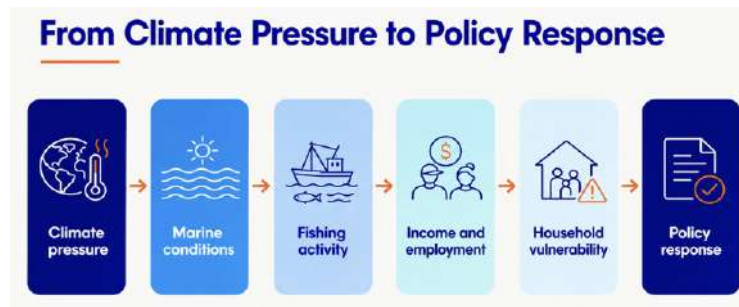 From Climate Pressure to Policy Response
Climate
pressure
Marine
conditions
Fishing
activity
$
Income and
employment
Household
vulnerability
Policy
response